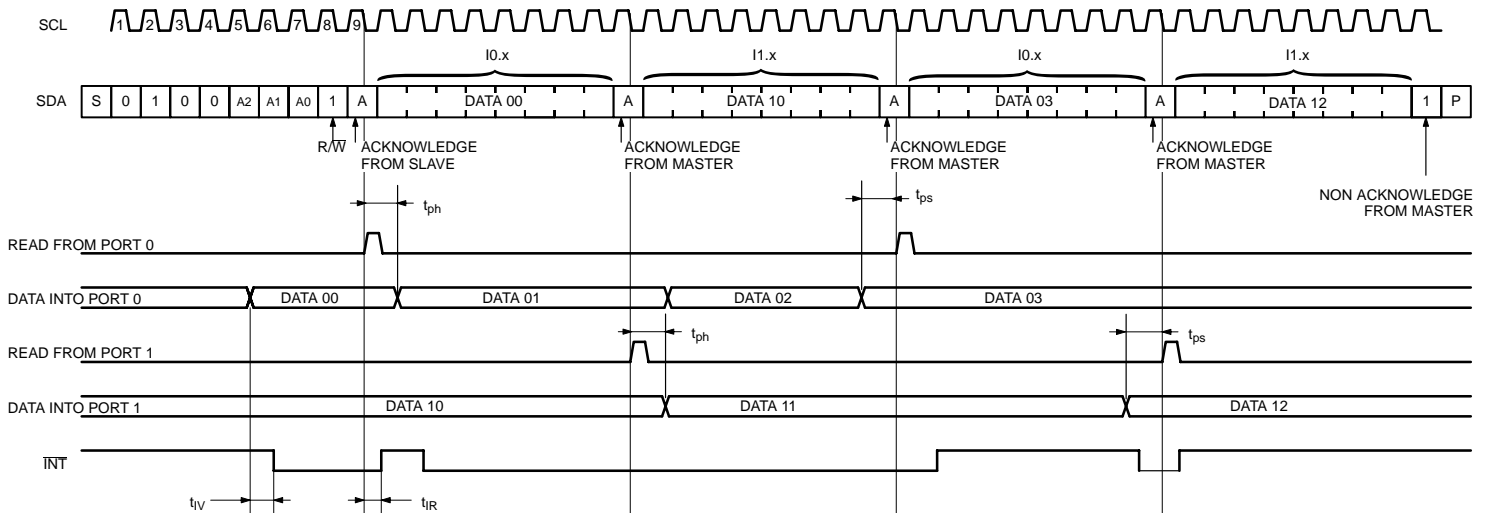 SCL 1 2 3 4 5 6 7 8 9
I0.x I1.x I0.x I1.x
SDA S 0 1 0 0 A2 A1 A0 1 A DATA 00 A DATA 10 A DATA 03 A DATA 12 1 P
R/W̅ ACKNOWLEDGE FROM SLAVE
ACKNOWLEDGE FROM MASTER
ACKNOWLEDGE FROM MASTER
ACKNOWLEDGE FROM MASTER
NON ACKNOWLEDGE FROM MASTER
tph tps
READ FROM PORT 0
DATA INTO PORT 0 DATA 00 DATA 01 DATA 02 DATA 03
tph tps
READ FROM PORT 1
DATA INTO PORT 1 DATA 10 DATA 11 DATA 12
I̅N̅T̅
tIV tIR